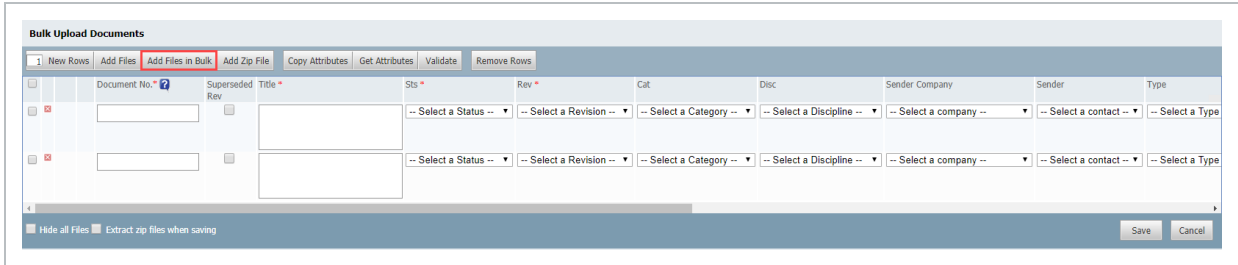 Bulk Upload Documents
1 New Rows Add Files Add Files in Bulk Add Zip File Copy Attributes Get Attributes Validate Remove Rows
Document No.* ? Superseded Rev Title * Sts * Rev * Cat Disc Sender Company Sender Type
-- Select a Status -- -- Select a Revision -- -- Select a Category -- -- Select a Discipline -- -- Select a company -- -- Select a contact -- -- Select a Type
-- Select a Status -- -- Select a Revision -- -- Select a Category -- -- Select a Discipline -- -- Select a company -- -- Select a contact -- -- Select a Type
Hide all Files Extract zip files when saving Save Cancel